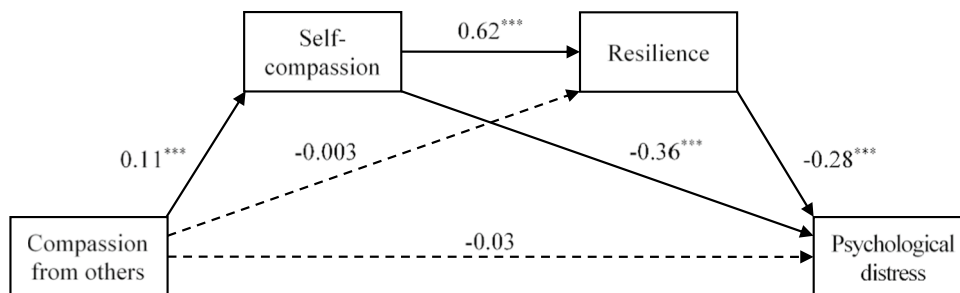 Self-
compassion
0.62***
Resilience
0.11***
-0.003
-0.36***
-0.28***
Compassion
from others
-0.03
Psychological
distress